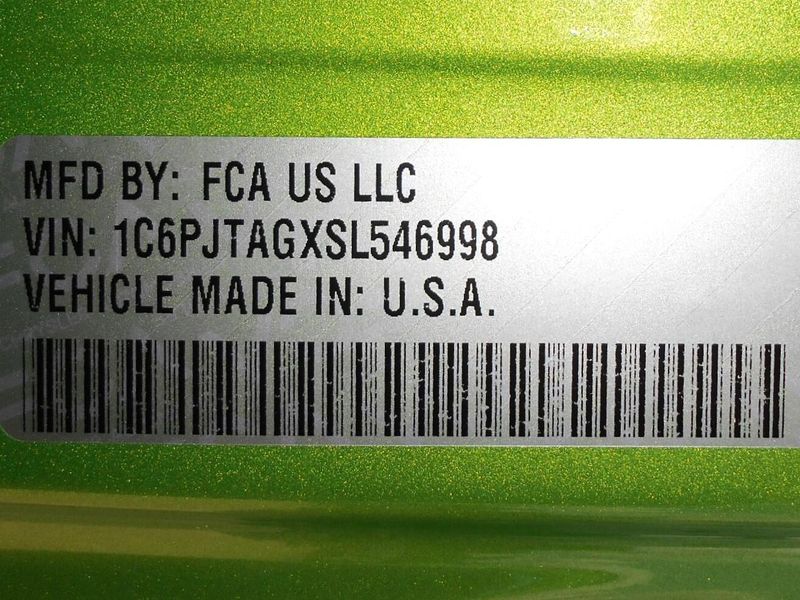 MFD BY: FCA US LLC
VIN: 1C6PJTAGXSL546998
VEHICLE MADE IN: U.S.A.